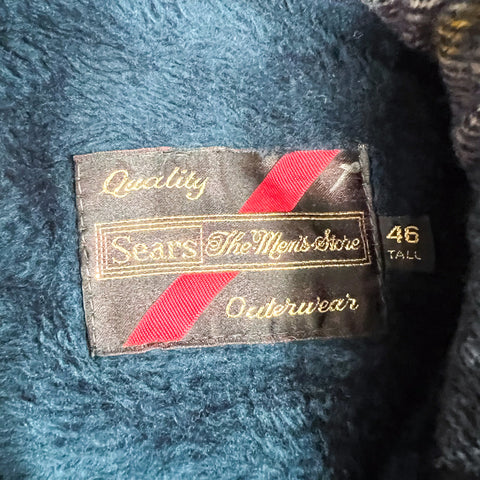 Quality
Sears The Men's Store
Outerwear
46
TALL